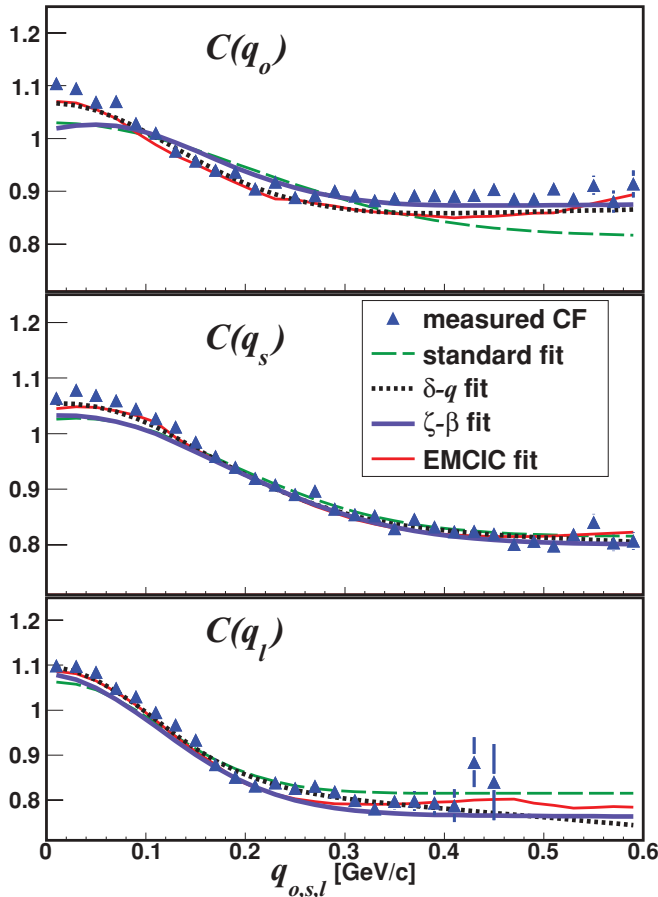 1.2
C(qₒ)
1.1
1
0.9
0.8
1.2
C(qₛ)
1.1
1
0.9
0.8
measured CF
standard fit
δ-q fit
ζ-β fit
EMCIC fit
1.2
C(qₗ)
1.1
1
0.9
0.8
0 0.1 0.2 0.3 0.4 0.5 0.6
qₒ,ₛ,ₗ [GeV/c]